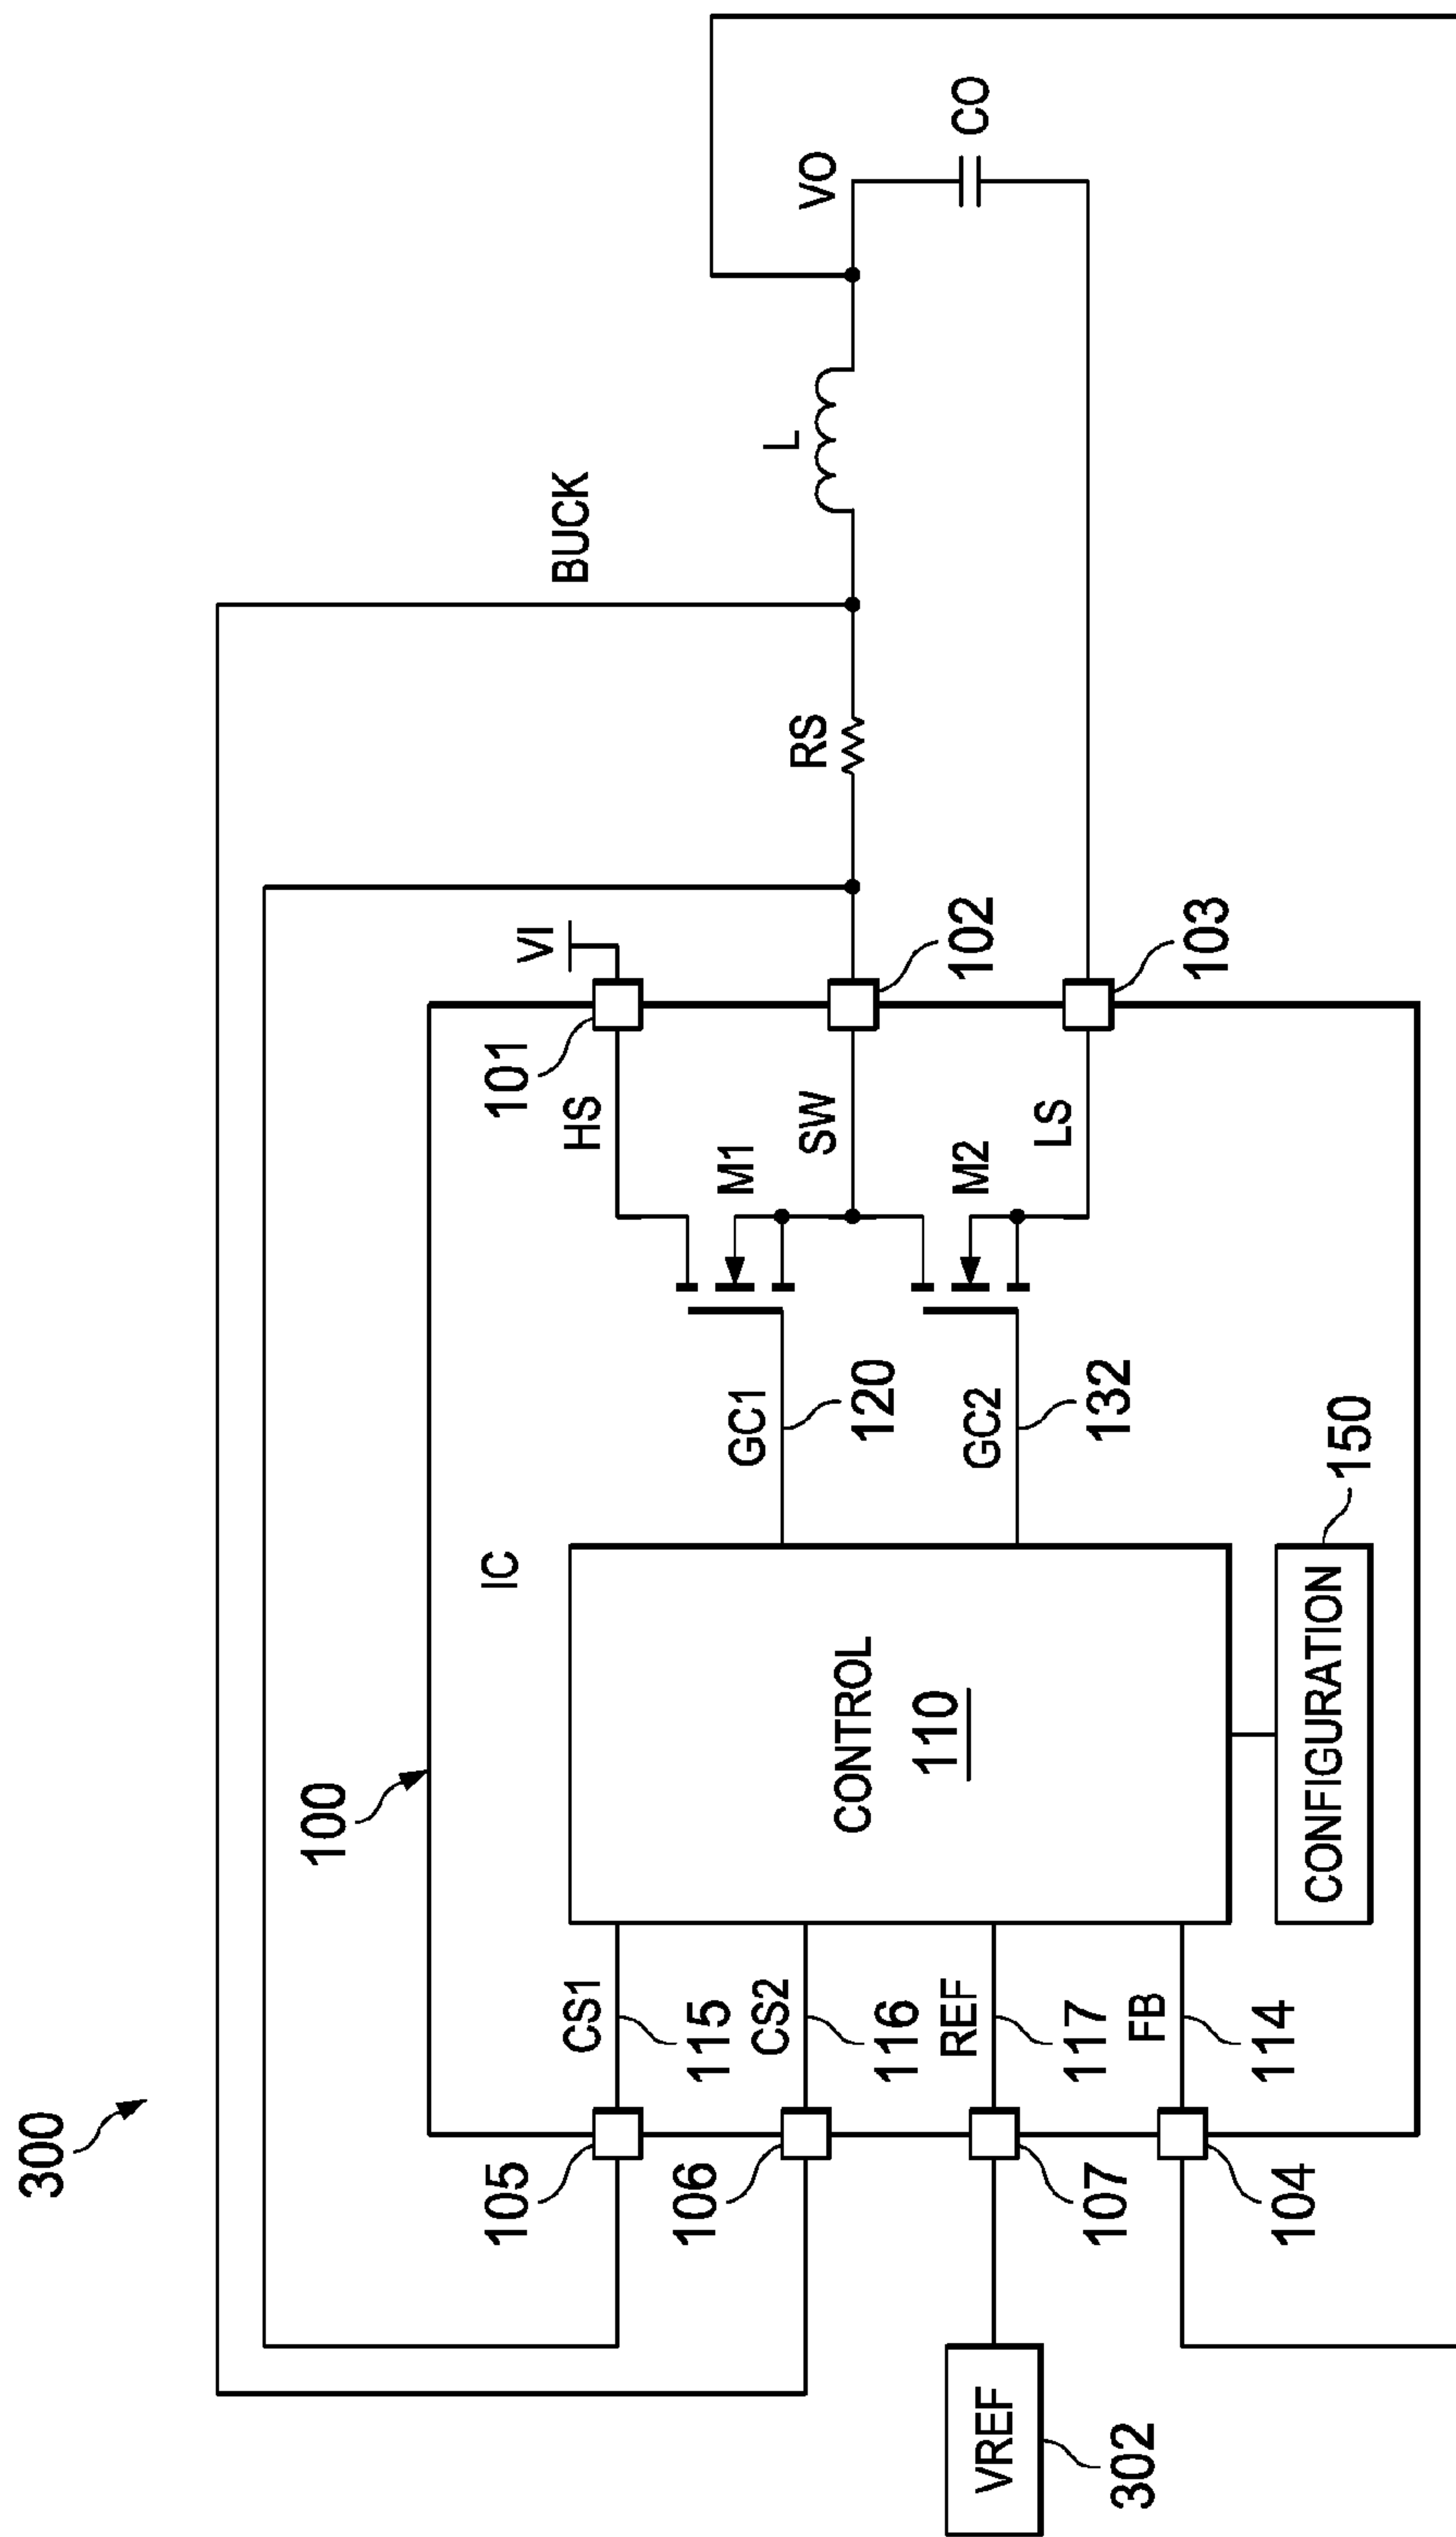 300
100
IC
BUCK
VI
101
HS
M1
SW
102
RS
L
VO
CO
M2
LS
103
GC1
120
GC2
132
CONTROL
110
CONFIGURATION
150
CS1
115
105
CS2
116
106
REF
117
107
FB
114
104
VREF
302